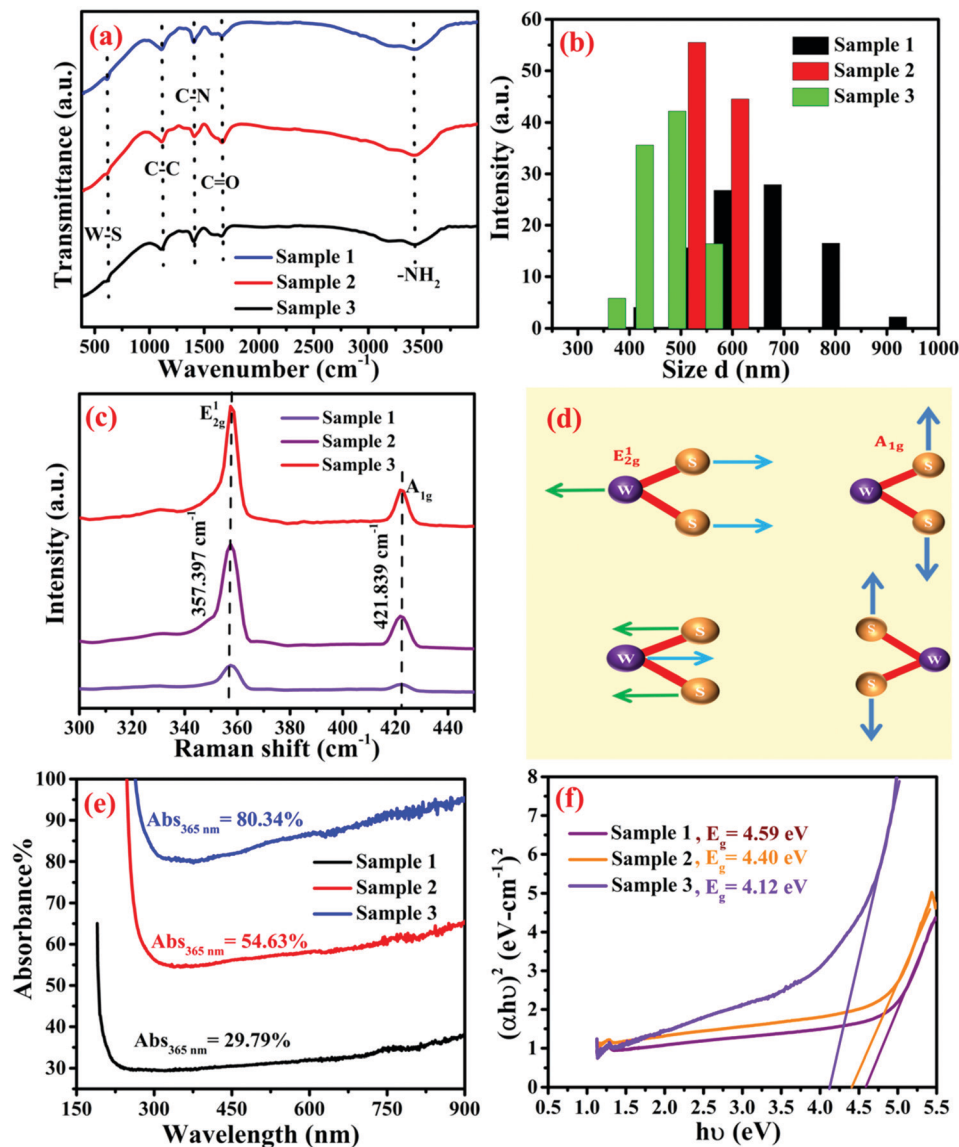 (a)
C-N
C-C
C=O
W-S
-NH₂
Sample 1
Sample 2
Sample 3
Transmittance (a.u.)
500 1000 1500 2000 2500 3000 3500
Wavenumber (cm⁻¹)
(b)
Sample 1
Sample 2
Sample 3
Intensity (a.u.)
60
50
40
30
20
10
0
300 400 500 600 700 800 900 1000
Size d (nm)
(c)
E¹2g
A1g
Sample 1
Sample 2
Sample 3
357.397 cm⁻¹
421.839 cm⁻¹
Intensity (a.u.)
300 320 340 360 380 400 420 440
Raman shift (cm⁻¹)
(d)
E¹2g
A1g
S
W
S
S
W
S
S
W
S
S
W
S
(e)
Abs365 nm = 80.34%
Sample 1
Sample 2
Sample 3
Abs365 nm = 54.63%
Abs365 nm = 29.79%
Absorbance%
100
90
80
70
60
50
40
30
150 300 450 600 750 900
Wavelength (nm)
(f)
Sample 1 , Eg = 4.59 eV
Sample 2 , Eg = 4.40 eV
Sample 3 , Eg = 4.12 eV
(αhυ)² (eV-cm⁻¹)²
8
7
6
5
4
3
2
1
0
0.5 1.0 1.5 2.0 2.5 3.0 3.5 4.0 4.5 5.0 5.5
hυ (eV)